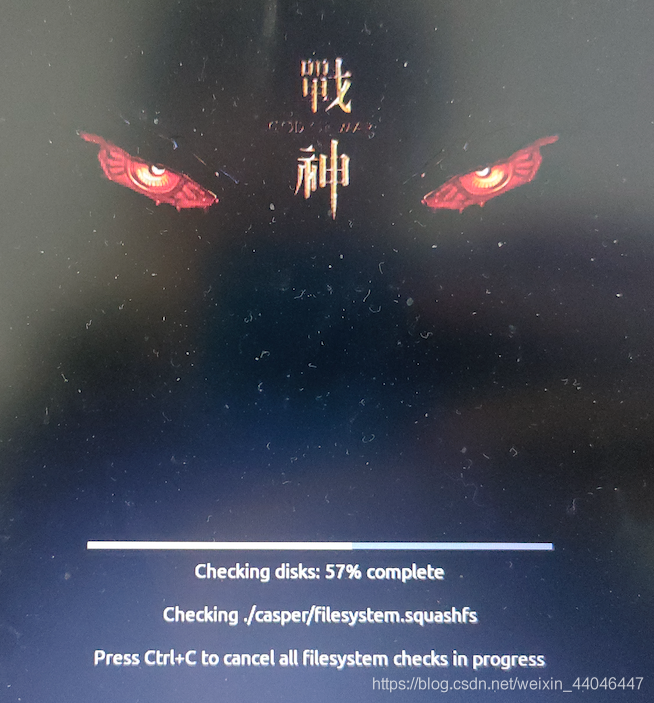 戰
GOD OF WAR
神
Checking disks: 57% complete
Checking ./casper/filesystem.squashfs
Press Ctrl+C to cancel all filesystem checks in progress
https://blog.csdn.net/weixin_44046447